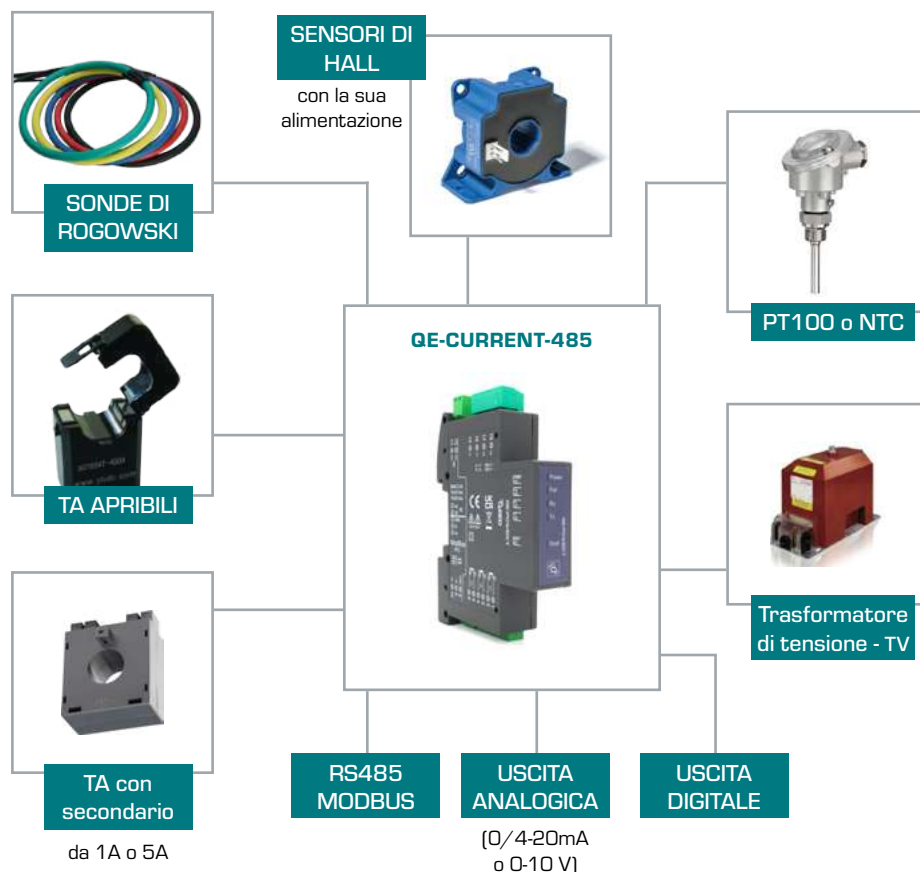 SENSORI DI
HALL
con la sua
alimentazione
SONDE DI
ROGOWSKI
PT100 o NTC
QE-CURRENT-485
TA APRIBILI
Trasformatore
di tensione - TV
TA con
secondario
da 1A o 5A
RS485
MODBUS
USCITA
ANALOGICA
(0/4-20mA
o 0-10 V)
USCITA
DIGITALE